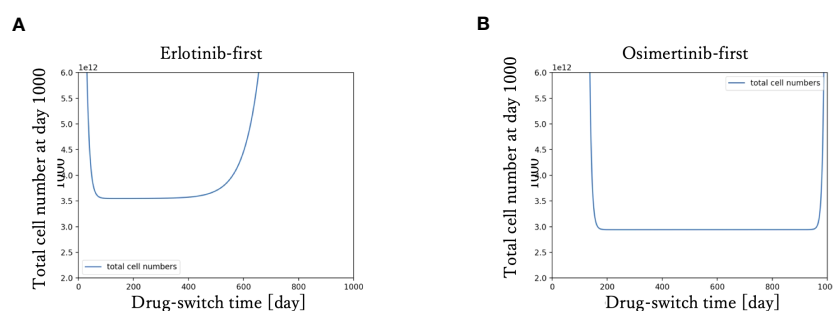 A
Erlotinib-first
1e12
6.0
5.5
5.0
4.5
4.0
3.5
3.0
2.5
2.0
Total cell number at day 1000
1000
total cell numbers
0 200 400 600 800 1000
Drug-switch time [day]
B
Osimertinib-first
1e12
6.0
5.5
5.0
4.5
4.0
3.5
3.0
2.5
2.0
Total cell number at day 1000
1000
total cell numbers
0 200 400 600 800 100
Drug-switch time [day]